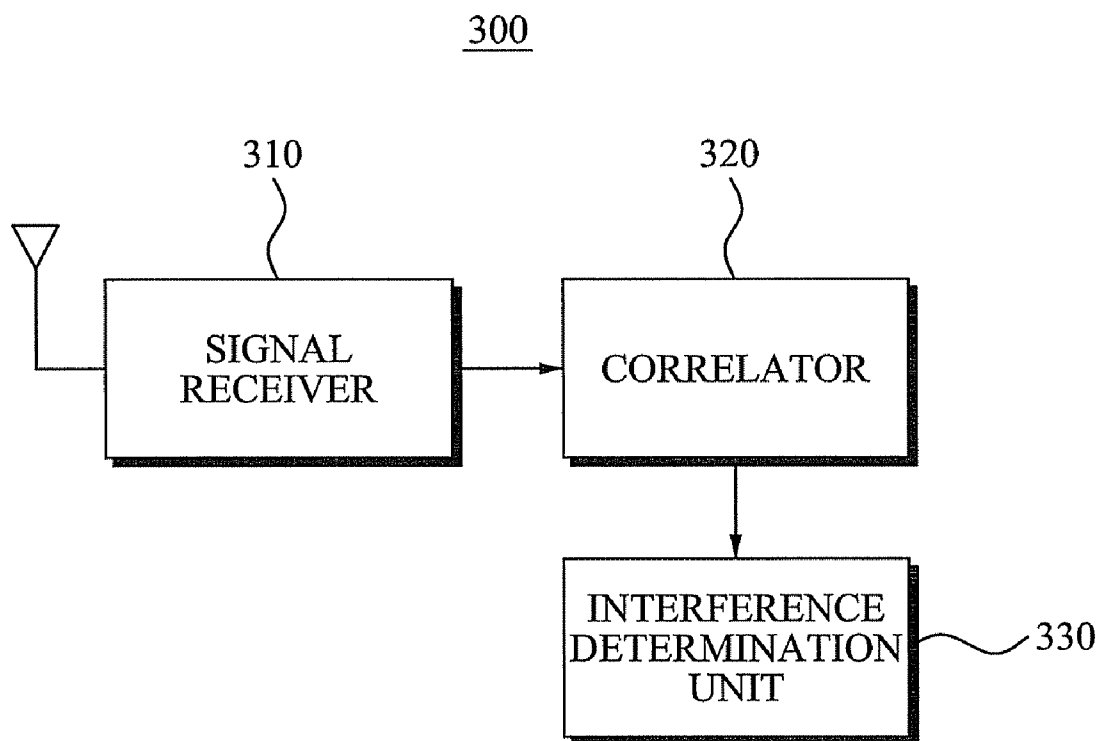 300
310
320
SIGNAL
RECEIVER
CORRELATOR
INTERFERENCE
DETERMINATION
UNIT
330